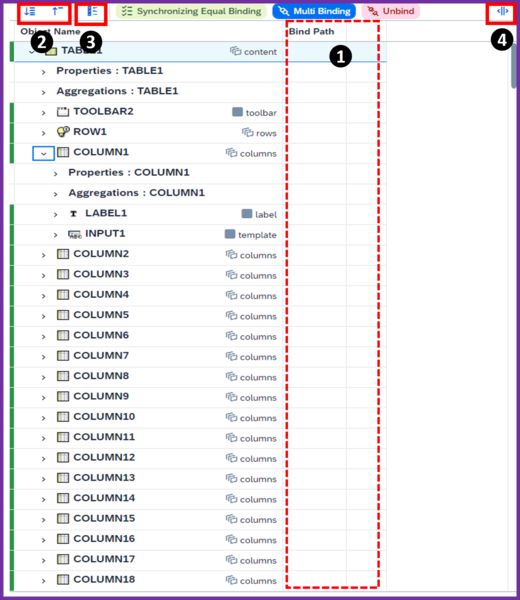 Synchronizing Equal Binding Multi Binding Unbind
2 3 4
Object Name Bind Path
TABLE1 content
1
Properties : TABLE1
Aggregations : TABLE1
TOOLBAR2 toolbar
ROW1 rows
COLUMN1 columns
Properties : COLUMN1
Aggregations : COLUMN1
LABEL1 label
INPUT1 template
COLUMN2 columns
COLUMN3 columns
COLUMN4 columns
COLUMN5 columns
COLUMN6 columns
COLUMN7 columns
COLUMN8 columns
COLUMN9 columns
COLUMN10 columns
COLUMN11 columns
COLUMN12 columns
COLUMN13 columns
COLUMN14 columns
COLUMN15 columns
COLUMN16 columns
COLUMN17 columns
COLUMN18 columns